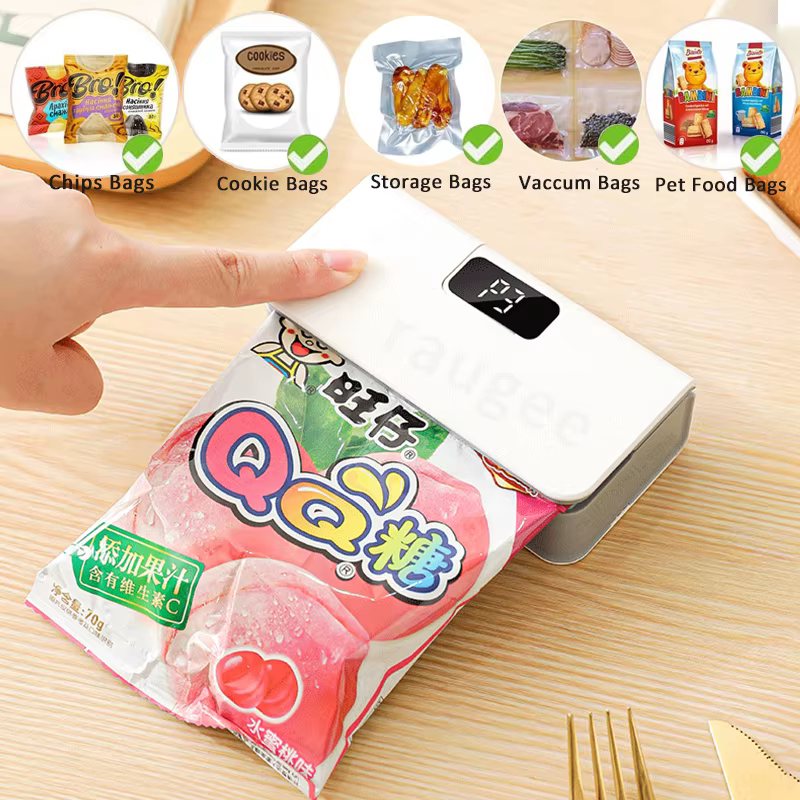 Bro!
Bro!
Bro!
cookies
Chips Bags
Cookie Bags
Storage Bags
Vaccum Bags
Pet Food Bags
raugec
旺仔®
QQ糖®
添加果汁
含有维生素C
净含量:70g
水蜜桃味